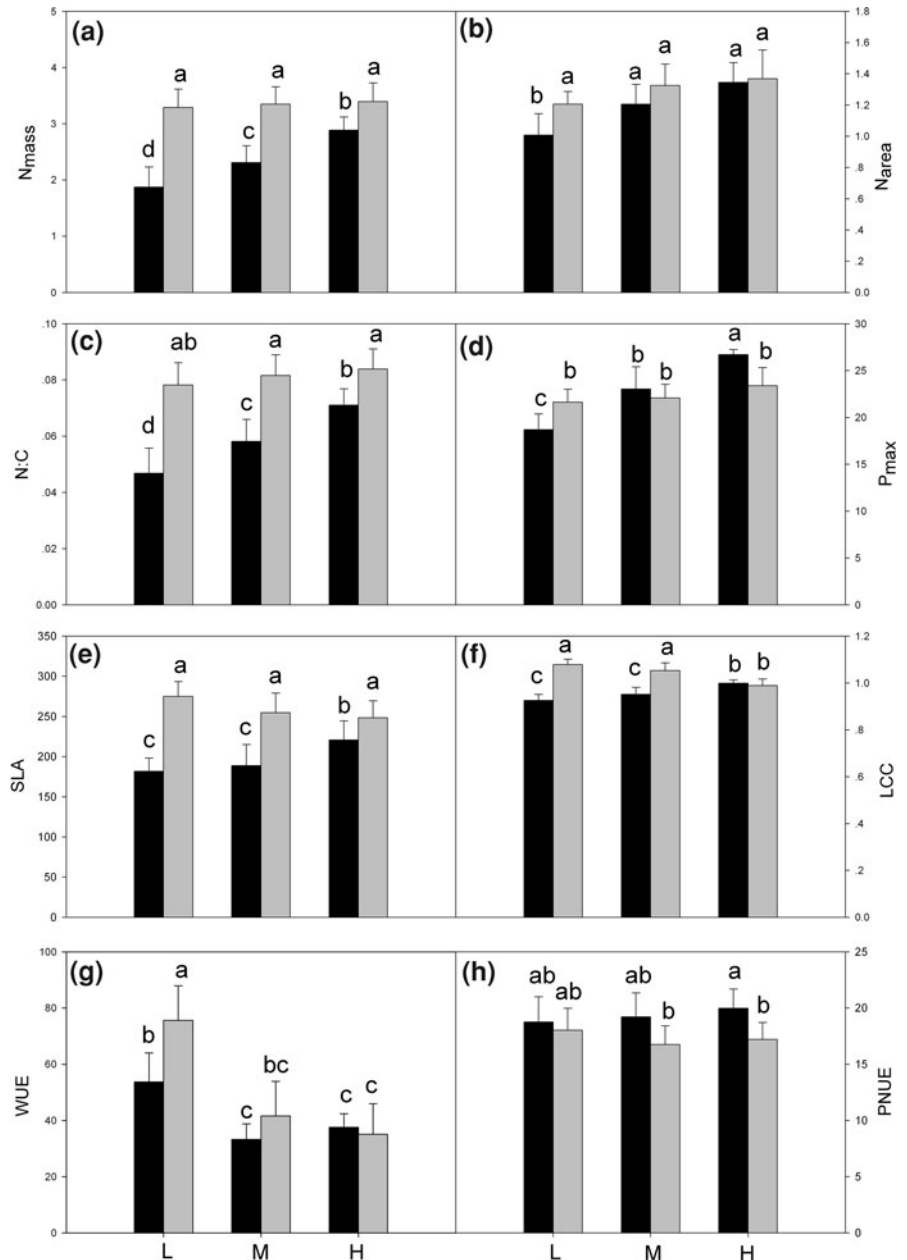 (a)
5
4
3
2
1
0
Nmass
d a c a b a
(b)
1.8
1.6
1.4
1.2
1.0
.8
.6
.4
.2
0.0
Narea
b a a a a a
(c)
.10
.08
.06
.04
.02
0.00
N:C
d ab c a b a
(d)
30
25
20
15
10
5
0
Pmax
c b b b a b
(e)
350
300
250
200
150
100
50
0
SLA
c a c a b a
(f)
1.2
1.0
.8
.6
.4
.2
0.0
LCC
c a c a b b
(g)
100
80
60
40
20
0
WUE
b a c bc c c
L M H
(h)
25
20
15
10
5
0
PNUE
ab ab ab b a b
L M H